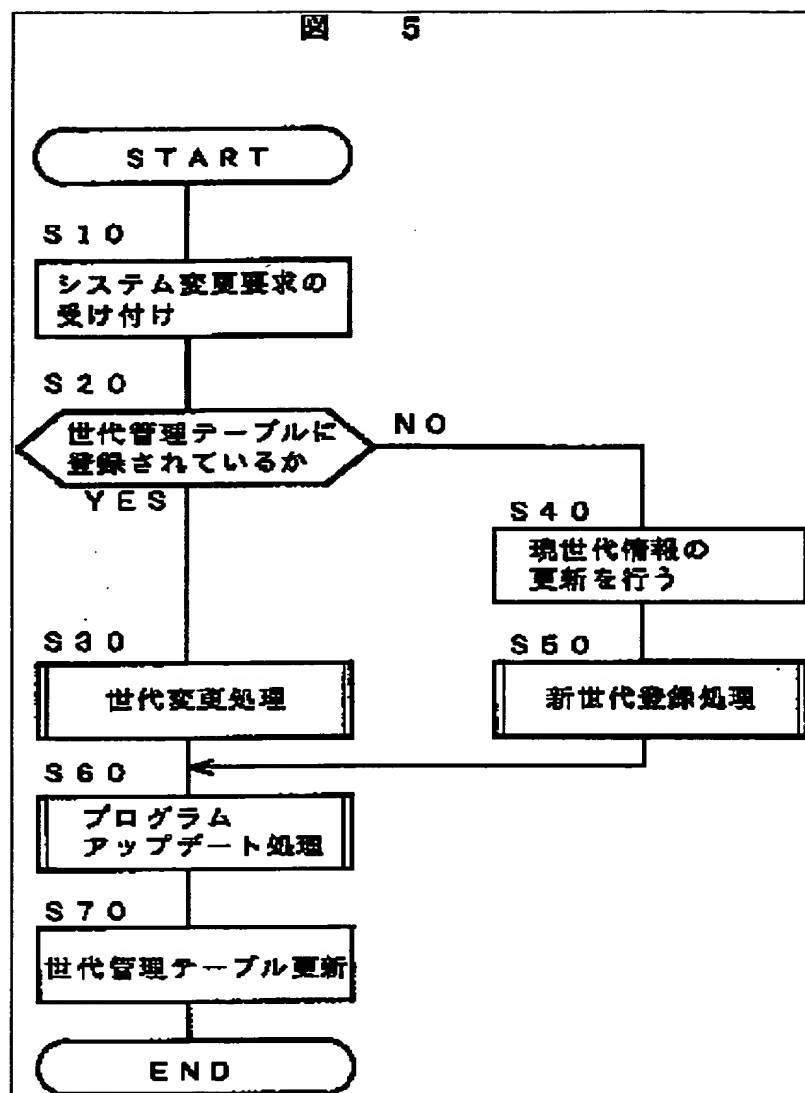 図 5
START
S10
システム変更要求の
受け付け
S20
世代管理テーブルに
登録されているか
NO
YES
S40
現世代情報の
更新を行う
S30
世代変更処理
S50
新世代登録処理
S60
プログラム
アップデート処理
S70
世代管理テーブル更新
END